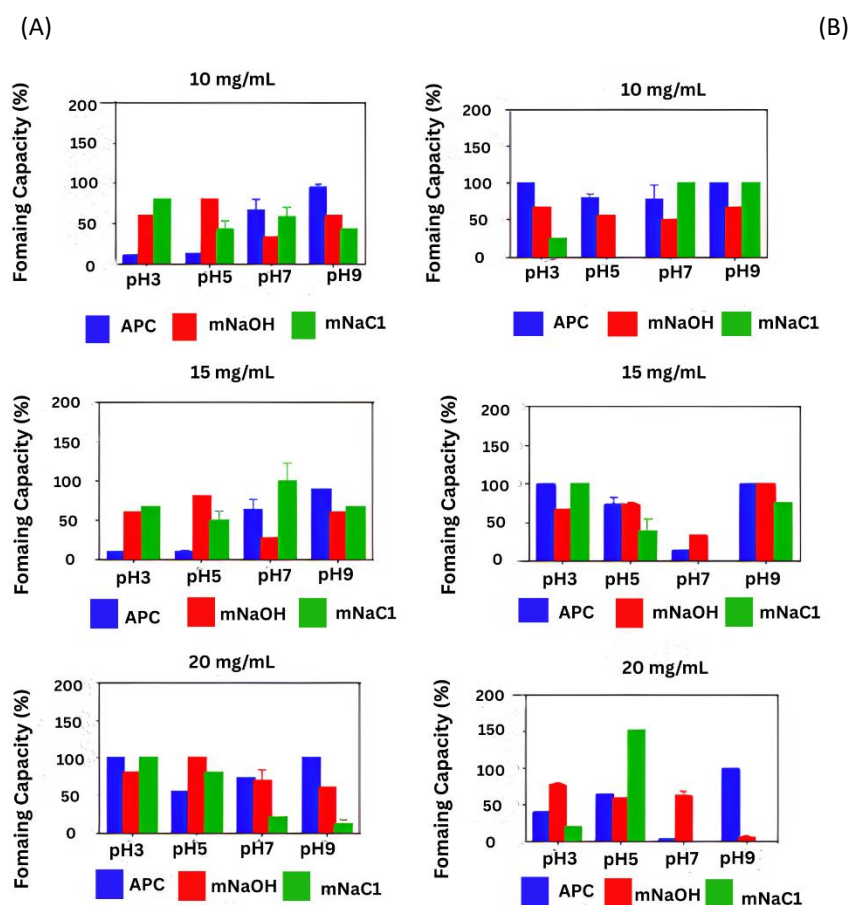 (A)
(B)
10 mg/mL
Fomaing Capacity (%)
200
150
100
50
0
pH3 pH5 pH7 pH9
APC mNaOH mNaC1
10 mg/mL
Fomaing Capacity (%)
200
150
100
50
0
pH3 pH5 pH7 pH9
APC mNaOH mNaC1
15 mg/mL
Fomaing Capacity (%)
200
150
100
50
0
pH3 pH5 pH7 pH9
APC mNaOH mNaC1
15 mg/mL
Fomaing Capacity (%)
200
150
100
50
0
pH3 pH5 pH7 pH9
APC mNaOH mNaC1
20 mg/mL
Fomaing Capacity (%)
200
150
100
50
0
pH3 pH5 pH7 pH9
APC mNaOH mNaC1
20 mg/mL
Fomaing Capacity (%)
200
150
100
50
0
pH3 pH5 pH7 pH9
APC mNaOH mNaC1